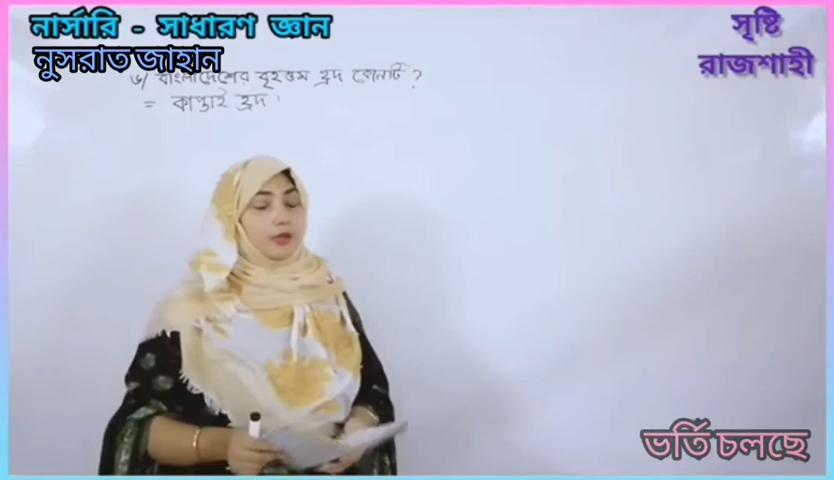 নার্সারি - সাধারণ জ্ঞান
নুসরাত জাহান
সৃষ্টি
রাজশাহী
৬/ বাংলাদেশের বৃহত্তম হ্রদ কোনটি ?
= কাপ্তাই হ্রদ ।
ভর্তি চলছে